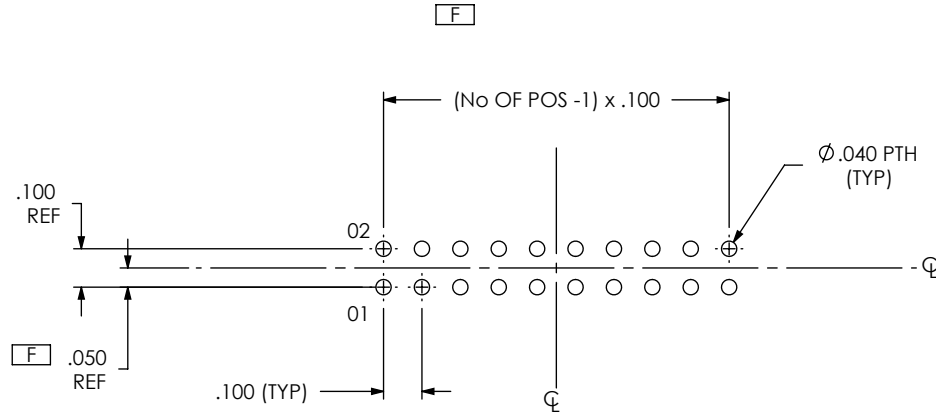 F
(No OF POS -1) x .100
Ø.040 PTH
(TYP)
.100
REF
02
℄
01
F
.050
REF
.100 (TYP)
℄